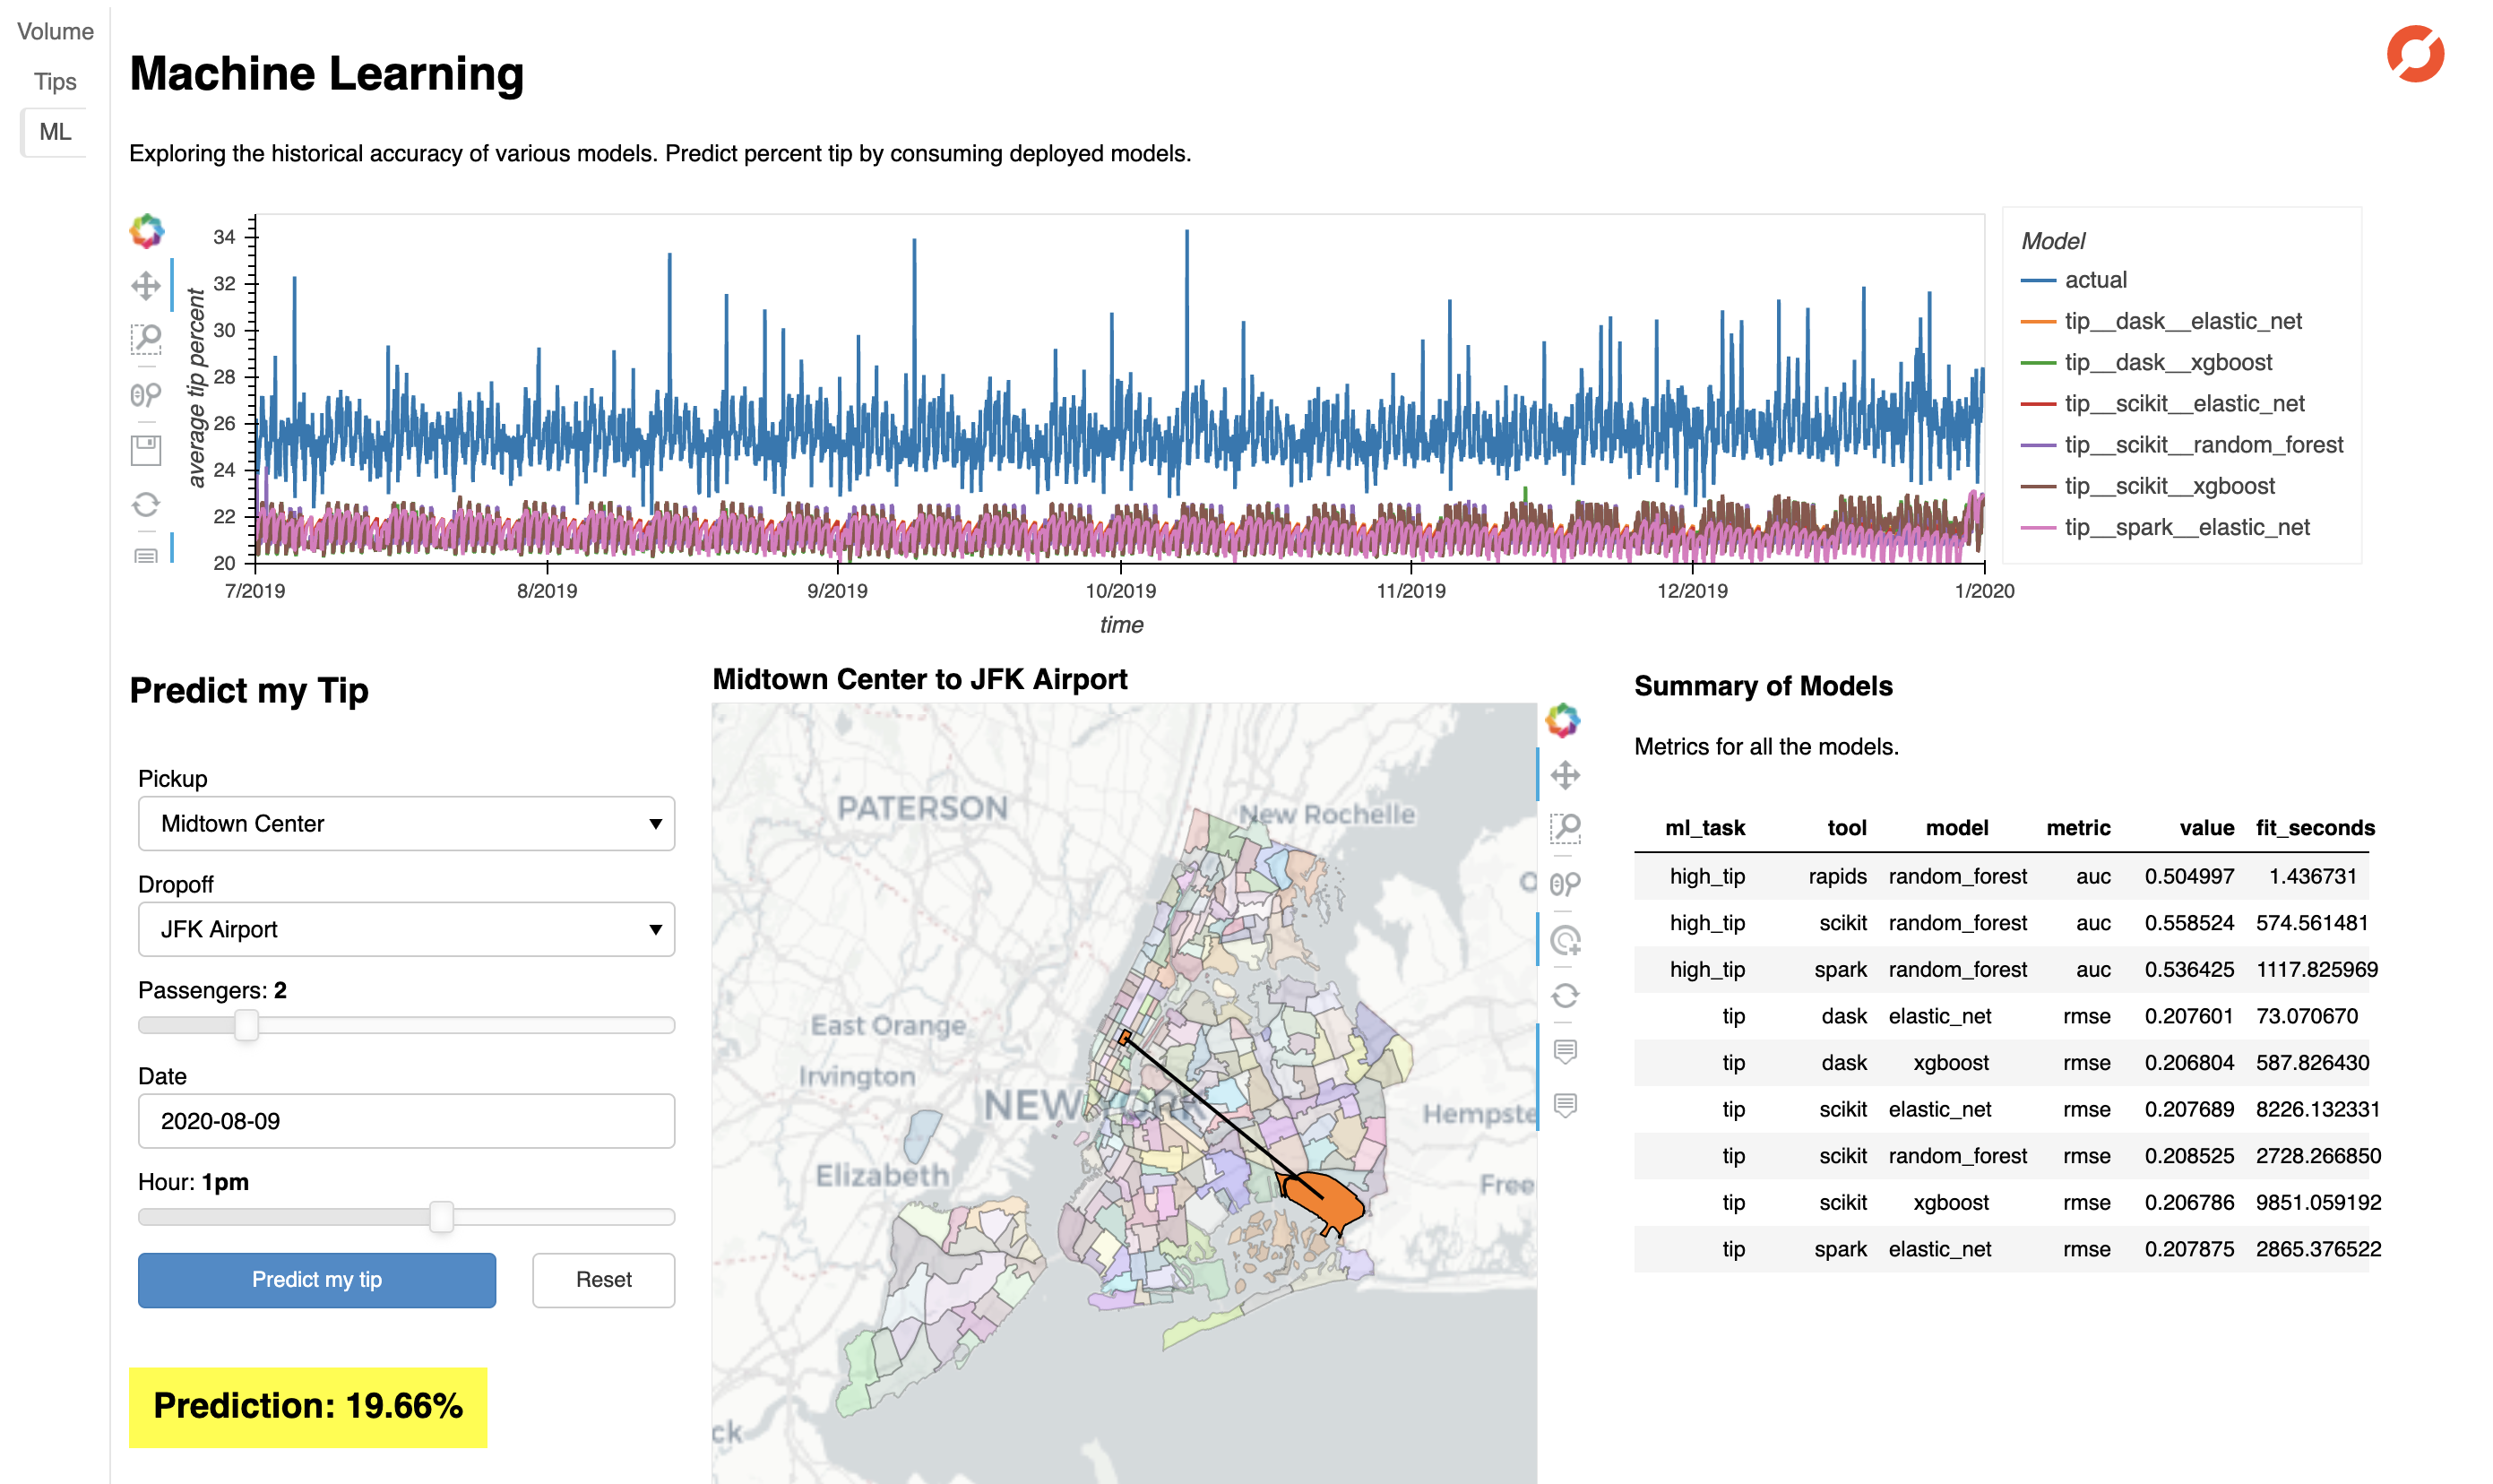 Volume
Tips
ML
Machine Learning
Exploring the historical accuracy of various models. Predict percent tip by consuming deployed models.
average tip percent
34
32
30
28
26
24
22
20
7/2019 8/2019 9/2019 10/2019 11/2019 12/2019 1/2020
time
Model
actual
tip__dask__elastic_net
tip__dask__xgboost
tip__scikit__elastic_net
tip__scikit__random_forest
tip__scikit__xgboost
tip__spark__elastic_net
Predict my Tip
Pickup
Midtown Center
Dropoff
JFK Airport
Passengers: 2
Date
2020-08-09
Hour: 1pm
Predict my tip Reset
Prediction: 19.66%
Midtown Center to JFK Airport
PATERSON
New Rochelle
East Orange
Irvington
NEW
Hempste
Elizabeth
Free
ck
Summary of Models
Metrics for all the models.
ml_task tool model metric value fit_seconds
high_tip rapids random_forest auc 0.504997 1.436731
high_tip scikit random_forest auc 0.558524 574.561481
high_tip spark random_forest auc 0.536425 1117.825969
tip dask elastic_net rmse 0.207601 73.070670
tip dask xgboost rmse 0.206804 587.826430
tip scikit elastic_net rmse 0.207689 8226.132331
tip scikit random_forest rmse 0.208525 2728.266850
tip scikit xgboost rmse 0.206786 9851.059192
tip spark elastic_net rmse 0.207875 2865.376522